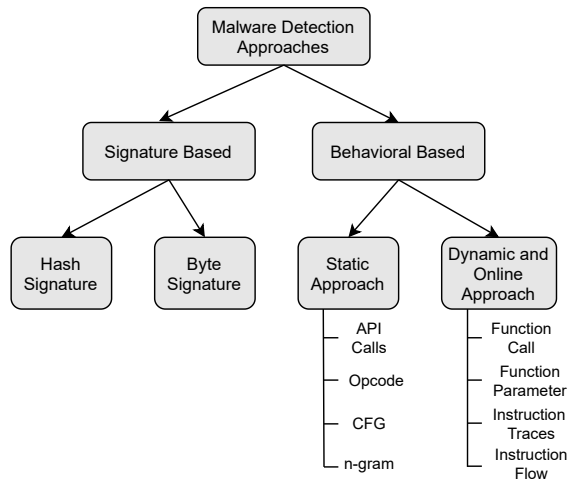 Malware Detection
Approaches
Signature Based
Behavioral Based
Hash
Signature
Byte
Signature
Static
Approach
Dynamic and
Online
Approach
API
Calls
Opcode
CFG
n-gram
Function
Call
Function
Parameter
Instruction
Traces
Instruction
Flow